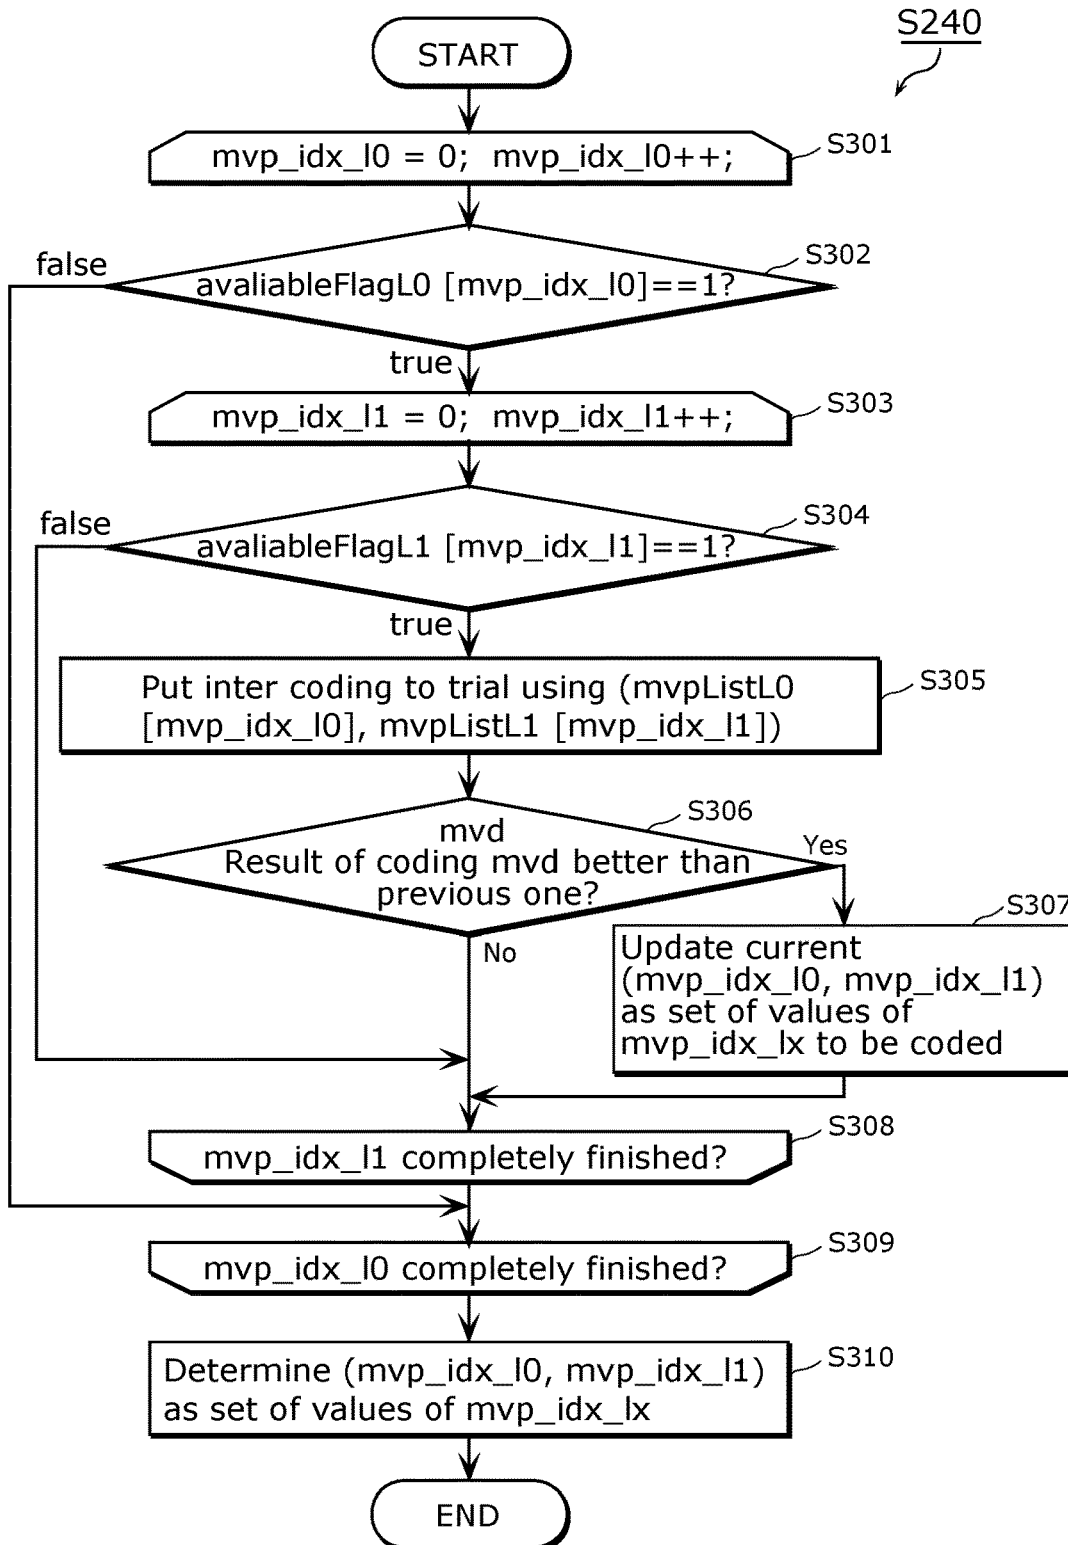 S240
START
mvp_idx_l0 = 0; mvp_idx_l0++;
S301
false
avaliableFlagL0 [mvp_idx_l0]==1?
S302
true
mvp_idx_l1 = 0; mvp_idx_l1++;
S303
false
avaliableFlagL1 [mvp_idx_l1]==1?
S304
true
Put inter coding to trial using (mvpListL0
[mvp_idx_l0], mvpListL1 [mvp_idx_l1])
S305
mvd
Result of coding mvd better than
previous one?
S306
Yes
No
S307
Update current
(mvp_idx_l0, mvp_idx_l1)
as set of values of
mvp_idx_lx to be coded
mvp_idx_l1 completely finished?
S308
mvp_idx_l0 completely finished?
S309
Determine (mvp_idx_l0, mvp_idx_l1)
as set of values of mvp_idx_lx
S310
END